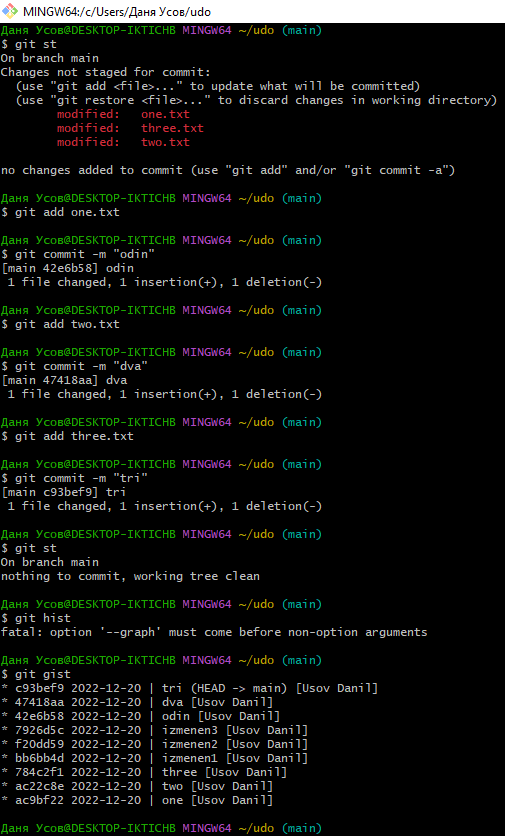 MINGW64:/c/Users/Даня Усов/udo
Даня Усов@DESKTOP-IKTICHB MINGW64 ~/udo (main)
$ git st
On branch main
Changes not staged for commit:
  (use "git add <file>..." to update what will be committed)
  (use "git restore <file>..." to discard changes in working directory)
        modified:   one.txt
        modified:   three.txt
        modified:   two.txt

no changes added to commit (use "git add" and/or "git commit -a")

Даня Усов@DESKTOP-IKTICHB MINGW64 ~/udo (main)
$ git add one.txt

Даня Усов@DESKTOP-IKTICHB MINGW64 ~/udo (main)
$ git commit -m "odin"
[main 42e6b58] odin
 1 file changed, 1 insertion(+), 1 deletion(-)

Даня Усов@DESKTOP-IKTICHB MINGW64 ~/udo (main)
$ git add two.txt

Даня Усов@DESKTOP-IKTICHB MINGW64 ~/udo (main)
$ git commit -m "dva"
[main 47418aa] dva
 1 file changed, 1 insertion(+), 1 deletion(-)

Даня Усов@DESKTOP-IKTICHB MINGW64 ~/udo (main)
$ git add three.txt

Даня Усов@DESKTOP-IKTICHB MINGW64 ~/udo (main)
$ git commit -m "tri"
[main c93bef9] tri
 1 file changed, 1 insertion(+), 1 deletion(-)

Даня Усов@DESKTOP-IKTICHB MINGW64 ~/udo (main)
$ git st
On branch main
nothing to commit, working tree clean

Даня Усов@DESKTOP-IKTICHB MINGW64 ~/udo (main)
$ git hist
fatal: option '--graph' must come before non-option arguments

Даня Усов@DESKTOP-IKTICHB MINGW64 ~/udo (main)
$ git gist
* c93bef9 2022-12-20 | tri (HEAD -> main) [Usov Danil]
* 47418aa 2022-12-20 | dva [Usov Danil]
* 42e6b58 2022-12-20 | odin [Usov Danil]
* 7926d5c 2022-12-20 | izmenen3 [Usov Danil]
* f20dd59 2022-12-20 | izmenen2 [Usov Danil]
* bb6bb4d 2022-12-20 | izmenen1 [Usov Danil]
* 784c2f1 2022-12-20 | three [Usov Danil]
* ac22c8e 2022-12-20 | two [Usov Danil]
* ac9bf22 2022-12-20 | one [Usov Danil]

Даня Усов@DESKTOP-IKTICHB MINGW64 ~/udo (main)